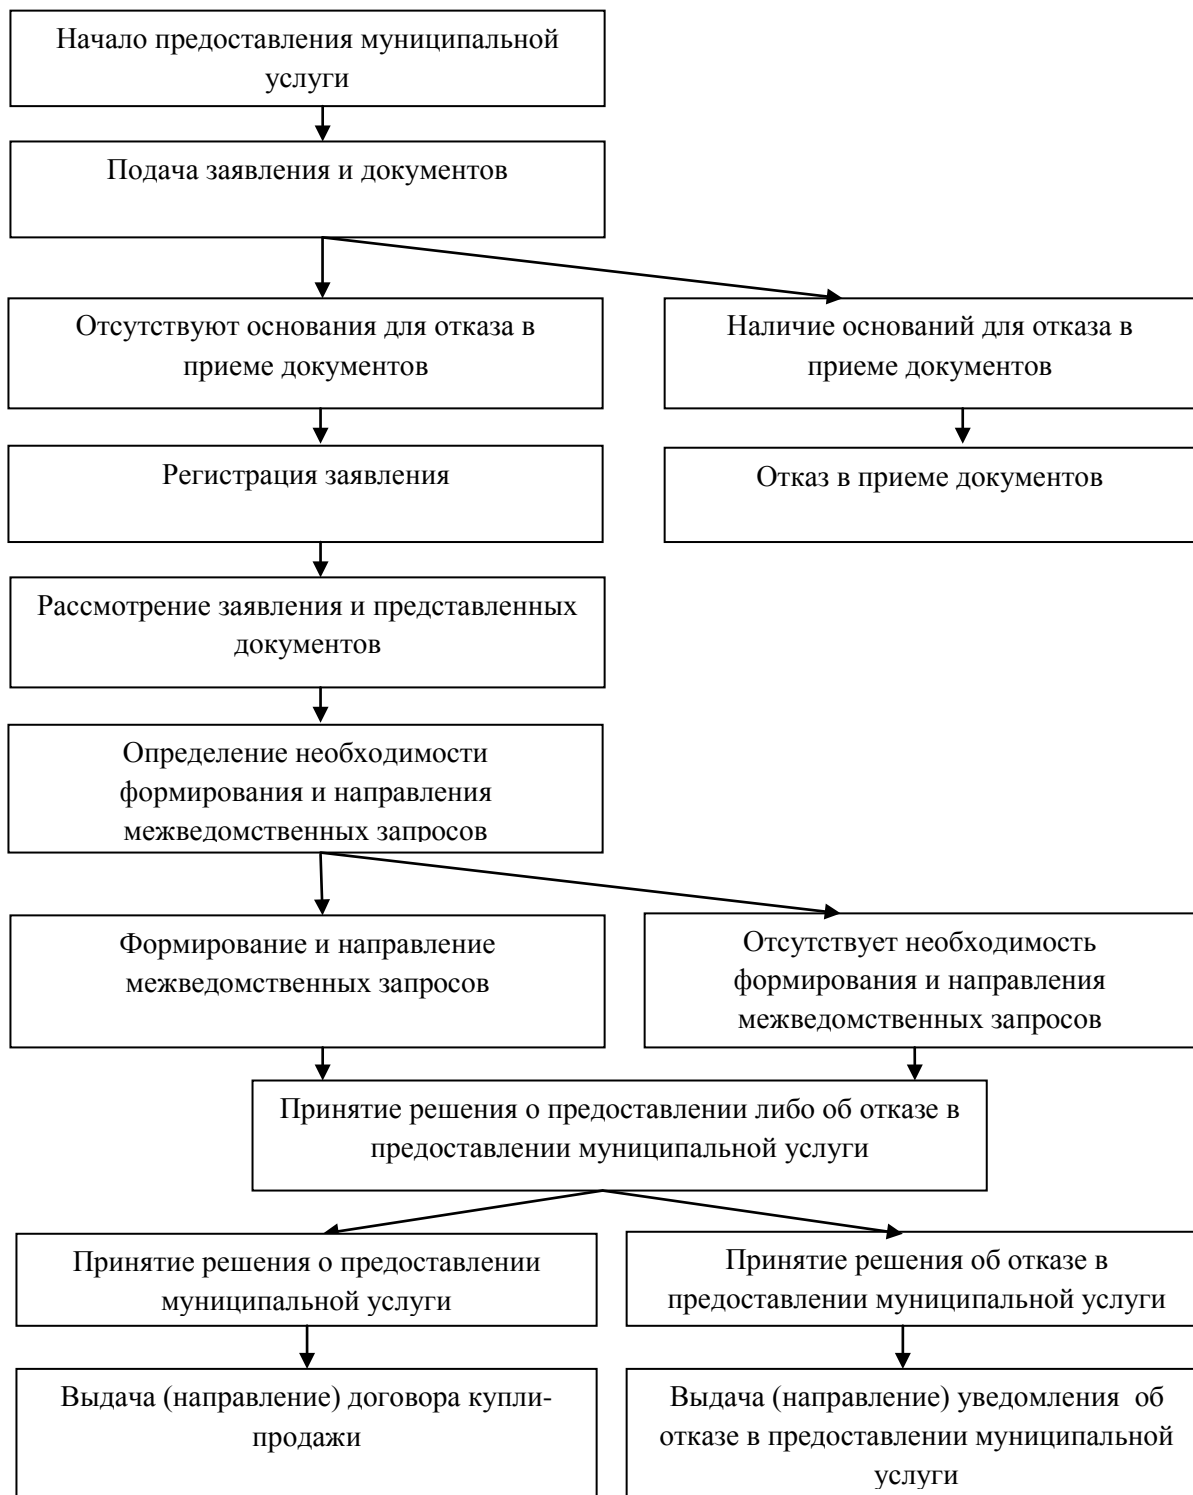 Начало предоставления муниципальной
услуги
Подача заявления и документов
Отсутствуют основания для отказа в
приеме документов
Наличие оснований для отказа в
приеме документов
Регистрация заявления
Отказ в приеме документов
Рассмотрение заявления и представленных
документов
Определение необходимости
формирования и направления
межведомственных запросов
Формирование и направление
межведомственных запросов
Отсутствует необходимость
формирования и направления
межведомственных запросов
Принятие решения о предоставлении либо об отказе в
предоставлении муниципальной услуги
Принятие решения о предоставлении
муниципальной услуги
Принятие решения об отказе в
предоставлении муниципальной услуги
Выдача (направление) договора купли-
продажи
Выдача (направление) уведомления  об
отказе в предоставлении муниципальной
услуги